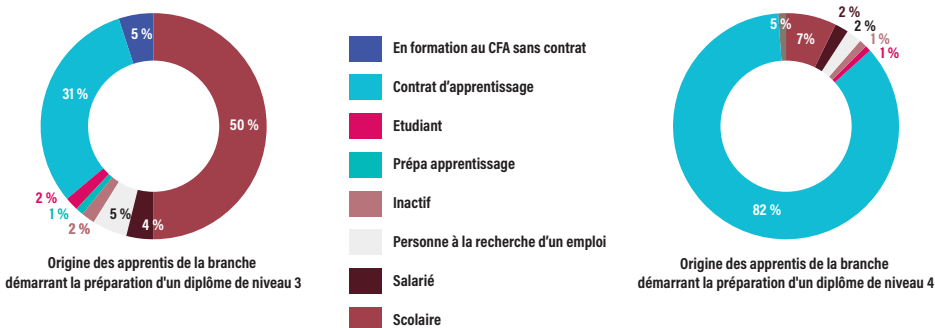 5 %
31 %
50 %
2 %
1 %
2 %
5 %
4 %
Origine des apprentis de la branche
démarrant la préparation d'un diplôme de niveau 3
En formation au CFA sans contrat
Contrat d'apprentissage
Etudiant
Prépa apprentissage
Inactif
Personne à la recherche d'un emploi
Salarié
Scolaire
5 %
7%
2 %
2 %
1 %
1 %
82 %
Origine des apprentis de la branche
démarrant la préparation d'un diplôme de niveau 4